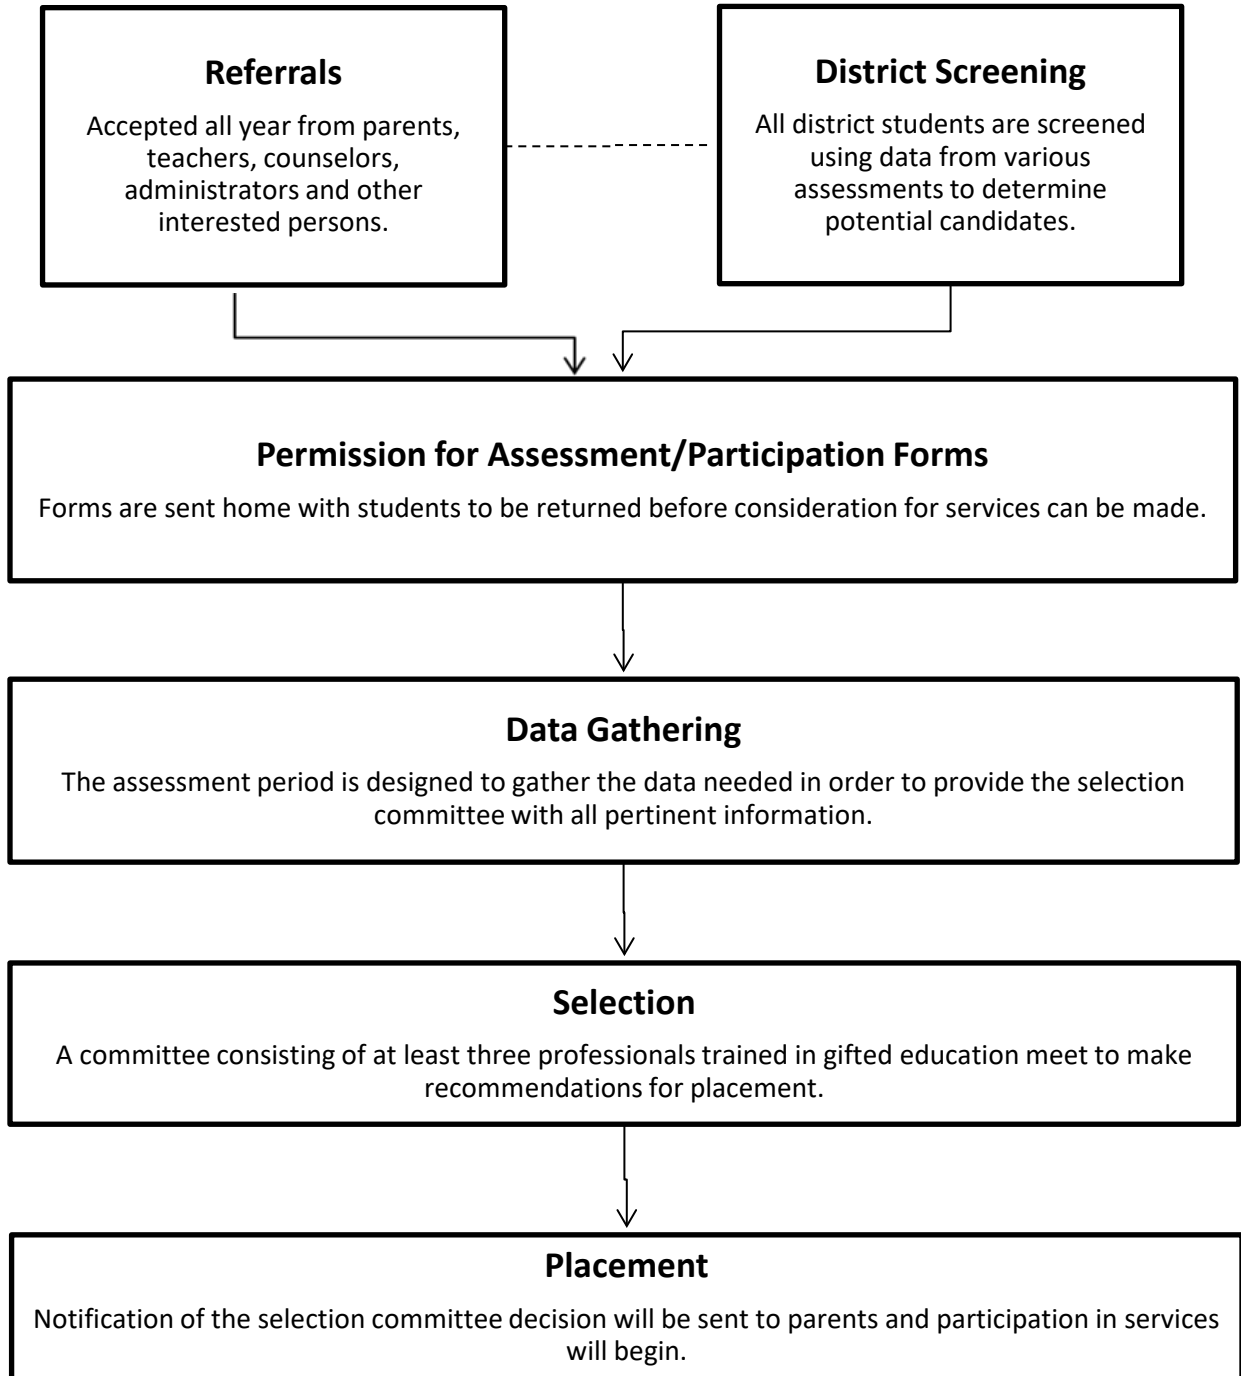 Referrals
Accepted all year from parents,
teachers, counselors,
administrators and other
interested persons.
District Screening
All district students are screened
using data from various
assessments to determine
potential candidates.
Permission for Assessment/Participation Forms
Forms are sent home with students to be returned before consideration for services can be made.
Data Gathering
The assessment period is designed to gather the data needed in order to provide the selection
committee with all pertinent information.
Selection
A committee consisting of at least three professionals trained in gifted education meet to make
recommendations for placement.
Placement
Notification of the selection committee decision will be sent to parents and participation in services
will begin.